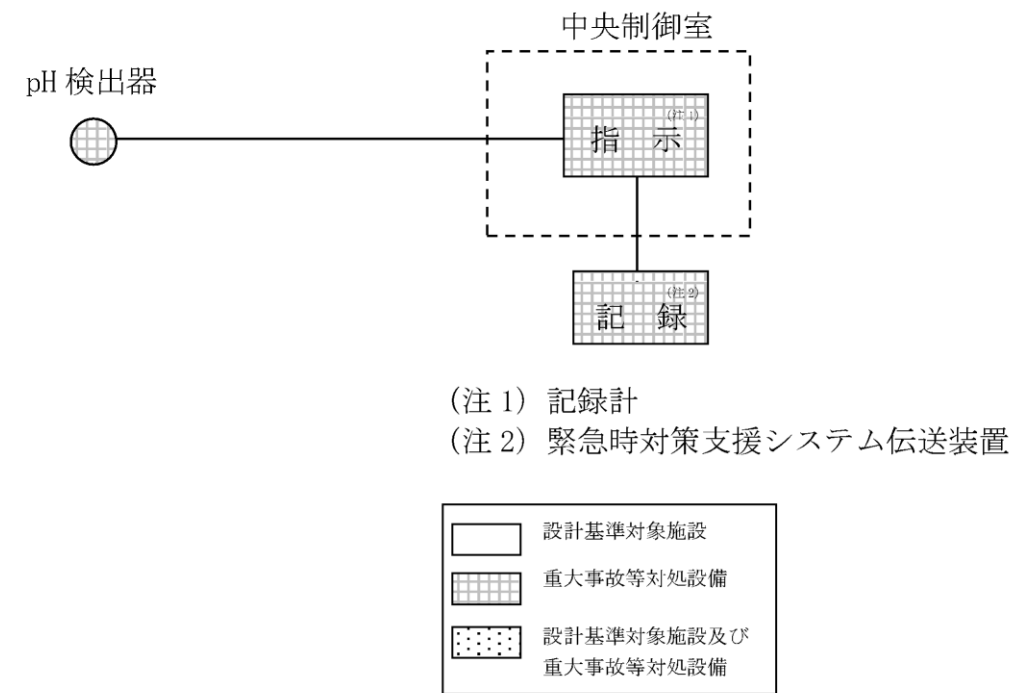 中央制御室
pH 検出器
(注 1)
指 示
(注 2)
記 録
(注 1) 記録計
(注 2) 緊急時対策支援システム伝送装置
設計基準対象施設
重大事故等対処設備
設計基準対象施設及び
重大事故等対処設備